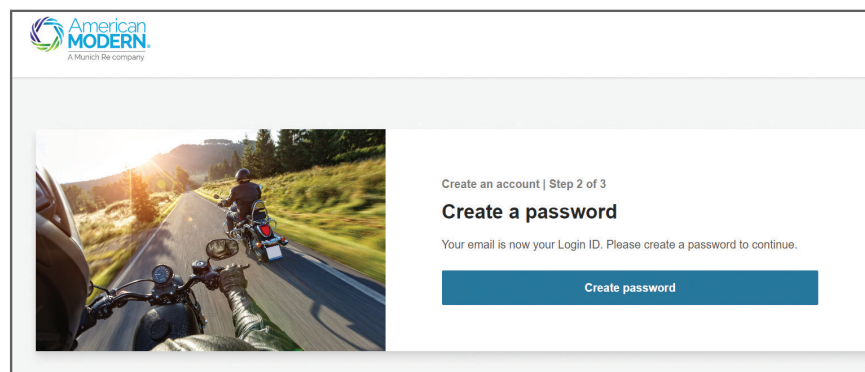 American
MODERN.
A Munich Re company
Create an account | Step 2 of 3
Create a password
Your email is now your Login ID. Please create a password to continue.
Create password